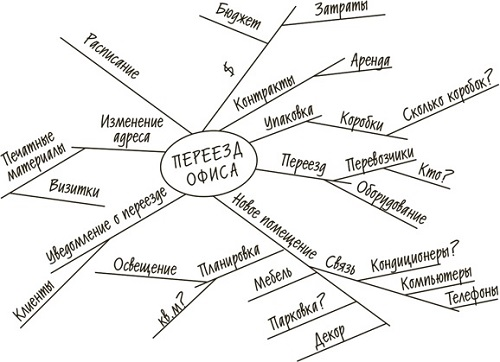 Бюджет
Затраты
$
Расписание
Контракты
Аренда
Упаковка
Коробки
Сколько коробок?
Изменение
адреса
Печатные
материалы
Визитки
ПЕРЕЕЗД
ОФИСА
Переезд
Перевозчики
Кто?
Оборудование
Уведомление о переезде
Клиенты
Новое помещение
Планировка
Освещение
кв.м?
Мебель
Парковка?
Декор
Связь
Кондиционеры?
Компьютеры
Телефоны